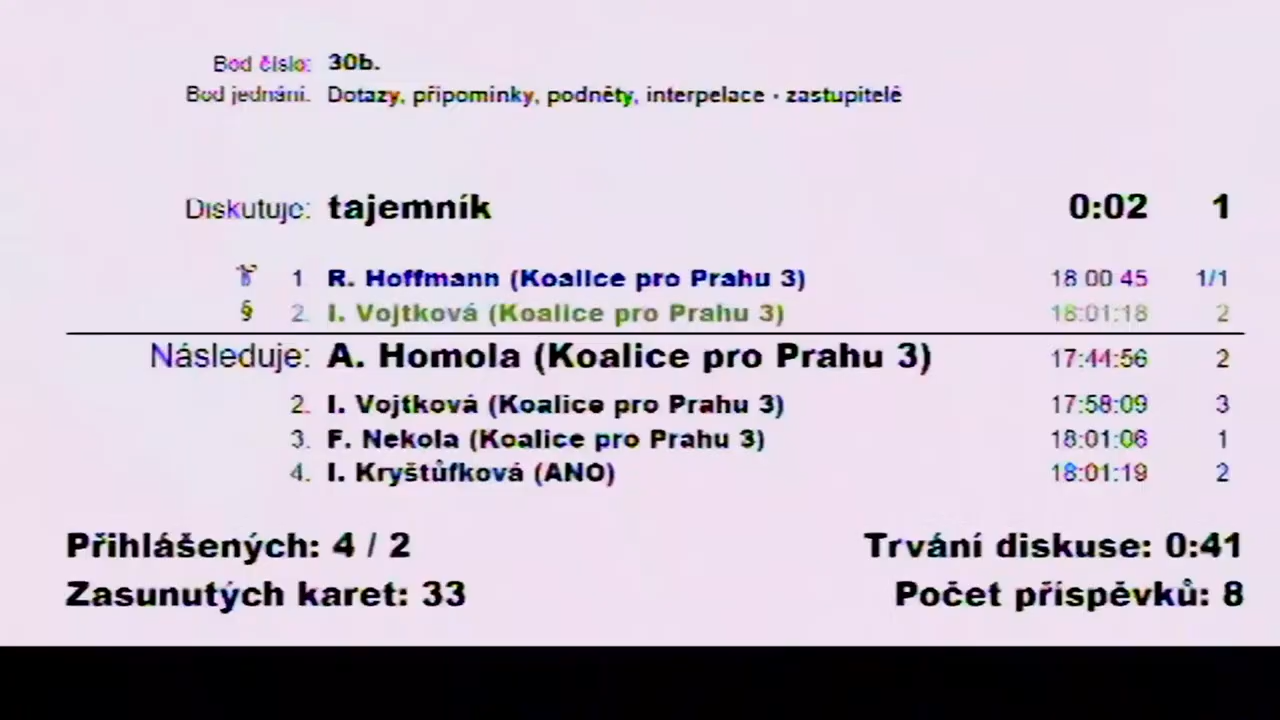 Bod číslo: 30b.
Bod jednání: Dotazy, připomínky, podněty, interpelace - zastupitelé
Diskutuje: tajemník 0:02 1
1 R. Hoffmann (Koalice pro Prahu 3) 18 00 45 1/1
§ 2. I. Vojtková (Koalice pro Prahu 3) 18:01:18 2
Následuje: A. Homola (Koalice pro Prahu 3) 17:44:56 2
2. I. Vojtková (Koalice pro Prahu 3) 17:58:09 3
3. F. Nekola (Koalice pro Prahu 3) 18:01:06 1
4. I. Kryštůfková (ANO) 18:01:19 2
Přihlášených: 4 / 2 Trvání diskuse: 0:41
Zasunutých karet: 33 Počet příspěvků: 8